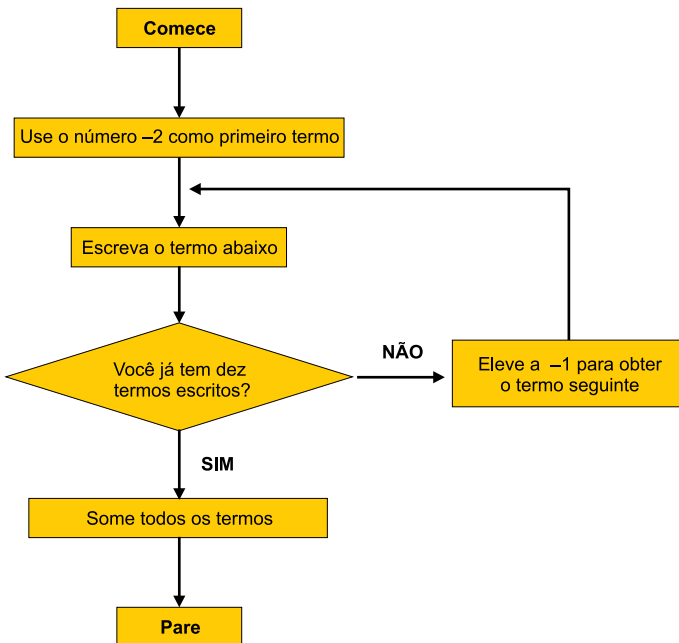 Comece
Use o número –2 como primeiro termo
Escreva o termo abaixo
Você já tem dez
termos escritos?
NÃO
Eleve a –1 para obter
o termo seguinte
SIM
Some todos os termos
Pare